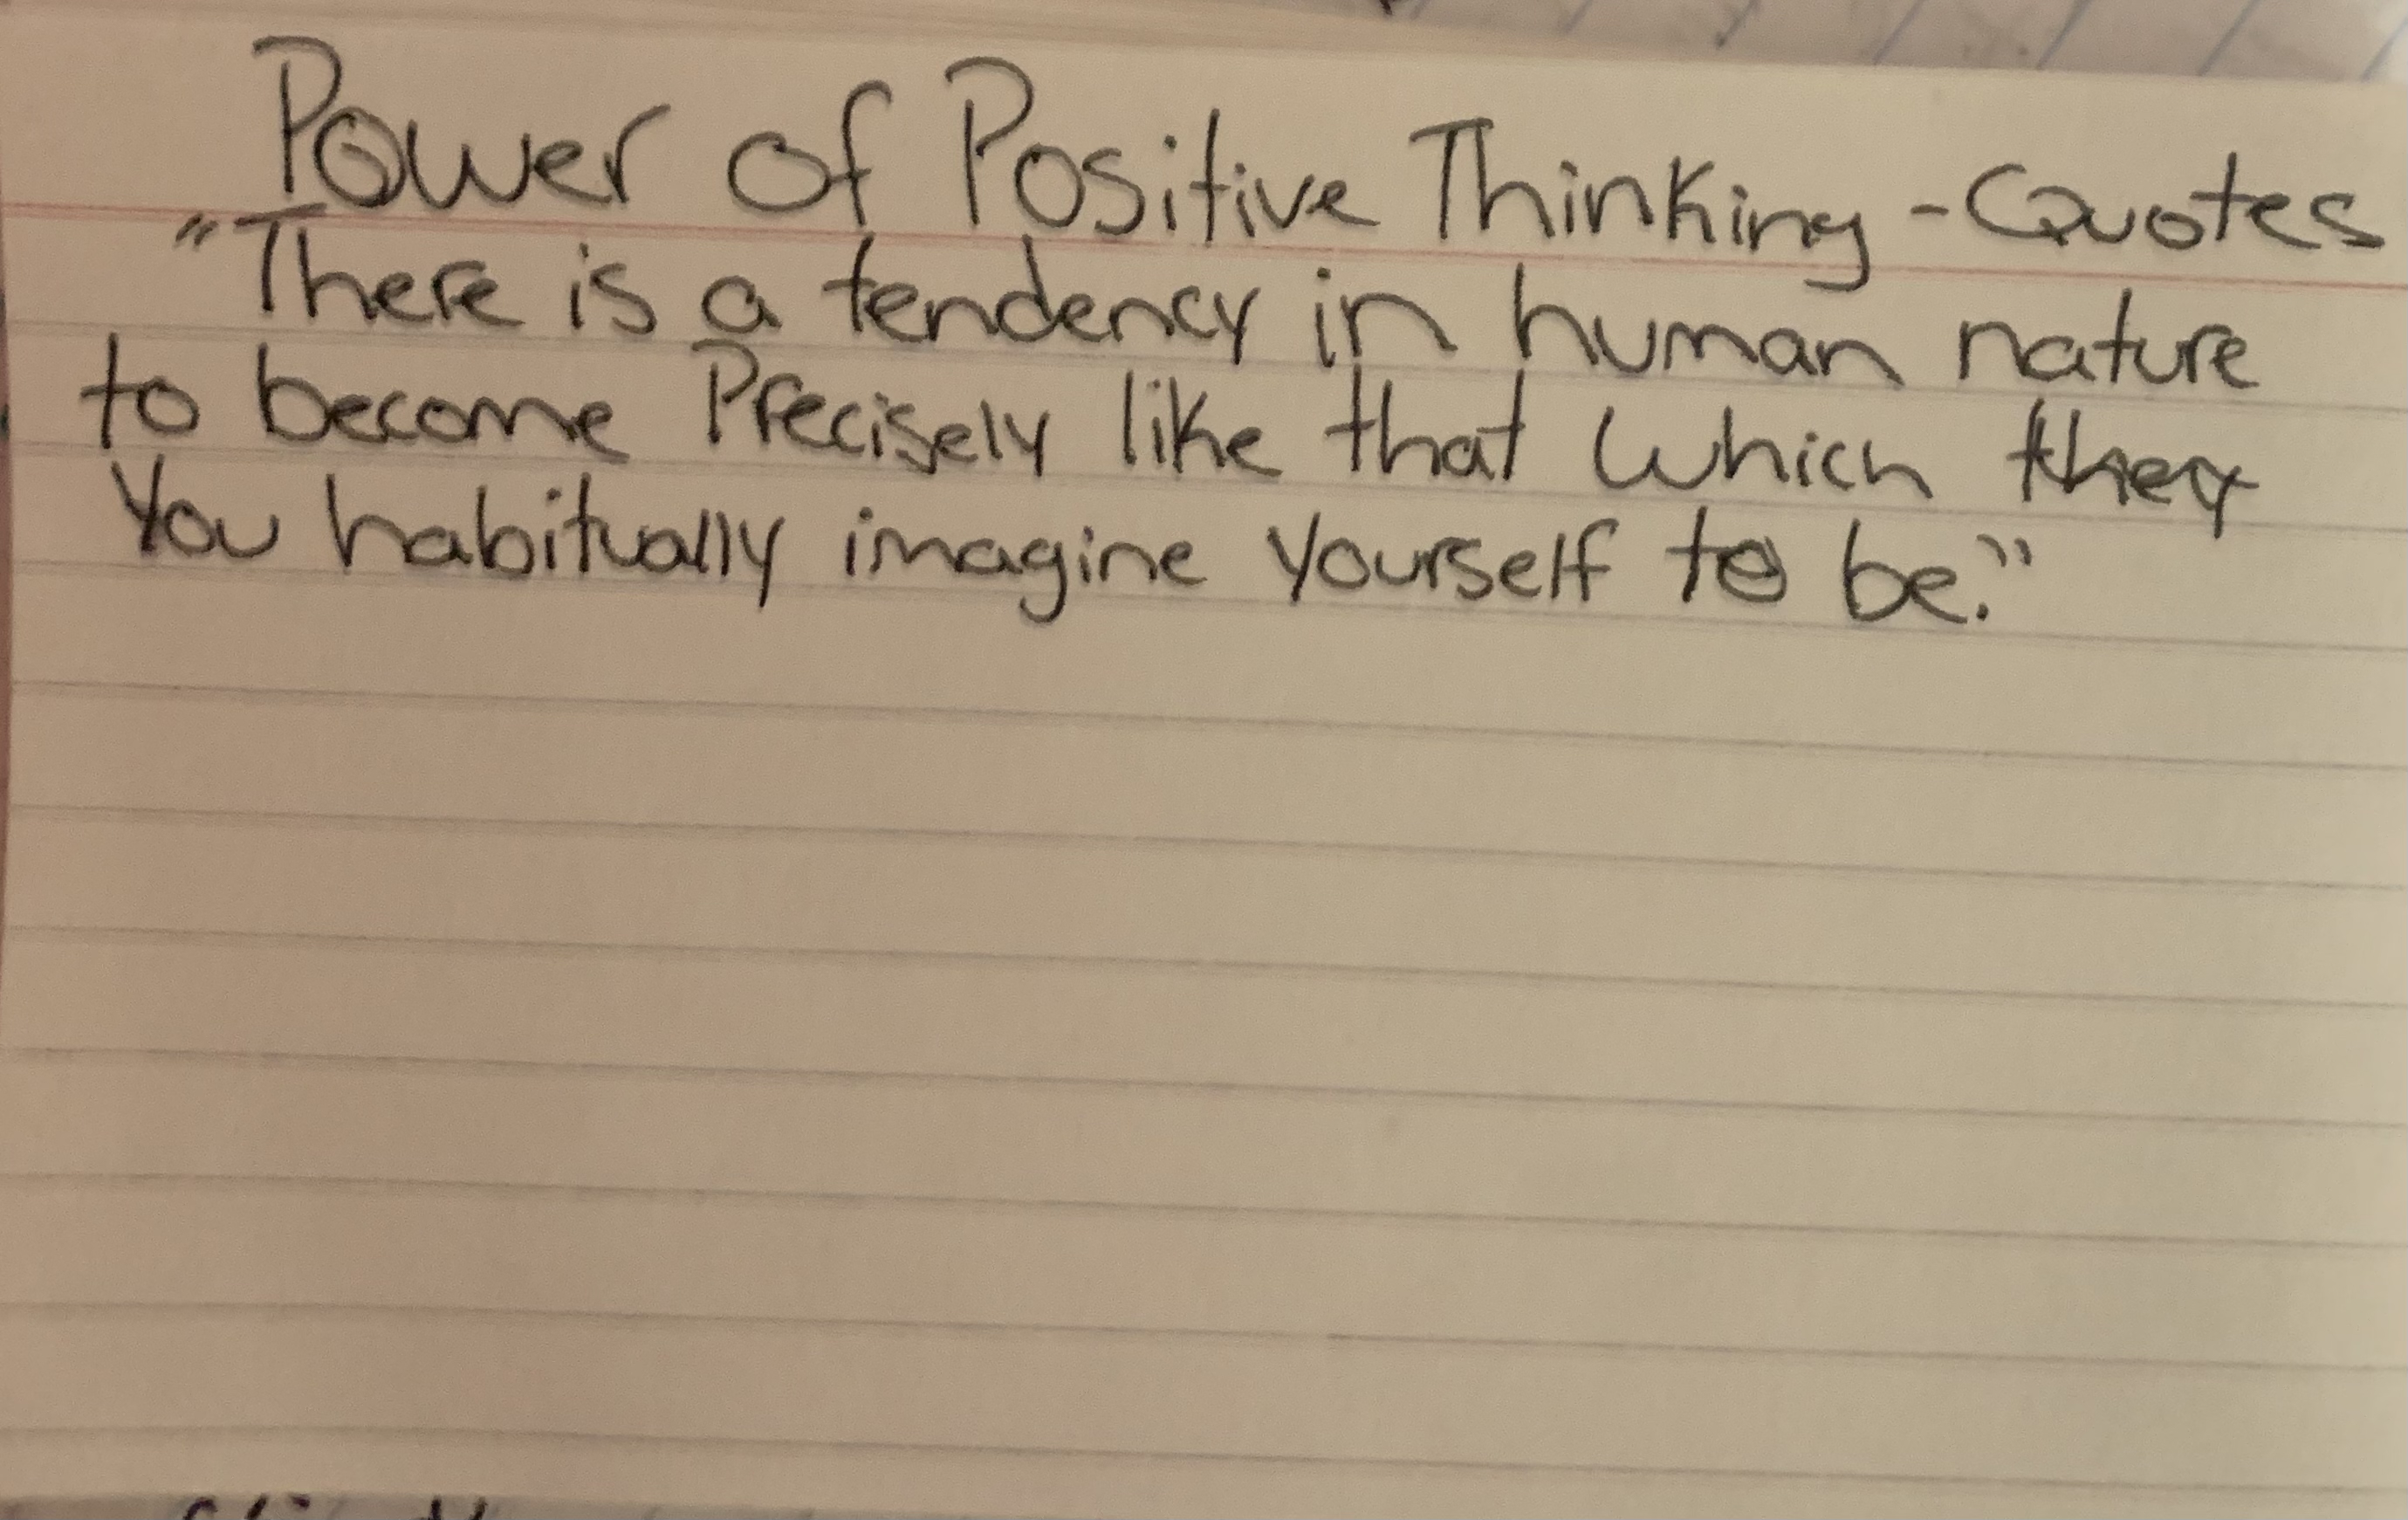 Power of Positive Thinking - Quotes
"There is a tendency in human nature
to become Precisely like that which they
You habitually imagine yourself to be."